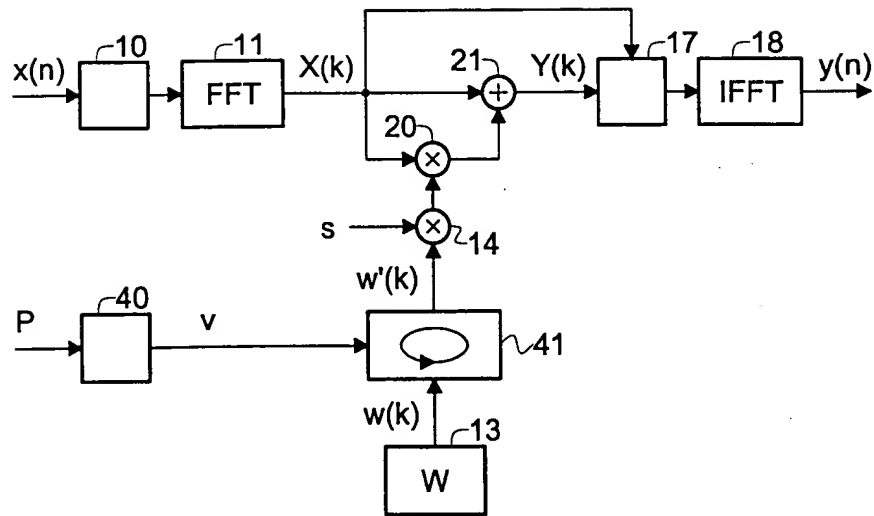 10 11 17 18
x(n) FFT X(k) 21 Y(k) IFFT y(n)
+
20
×
s × 14
w'(k)
P 40 v 41
w(k)
13
W